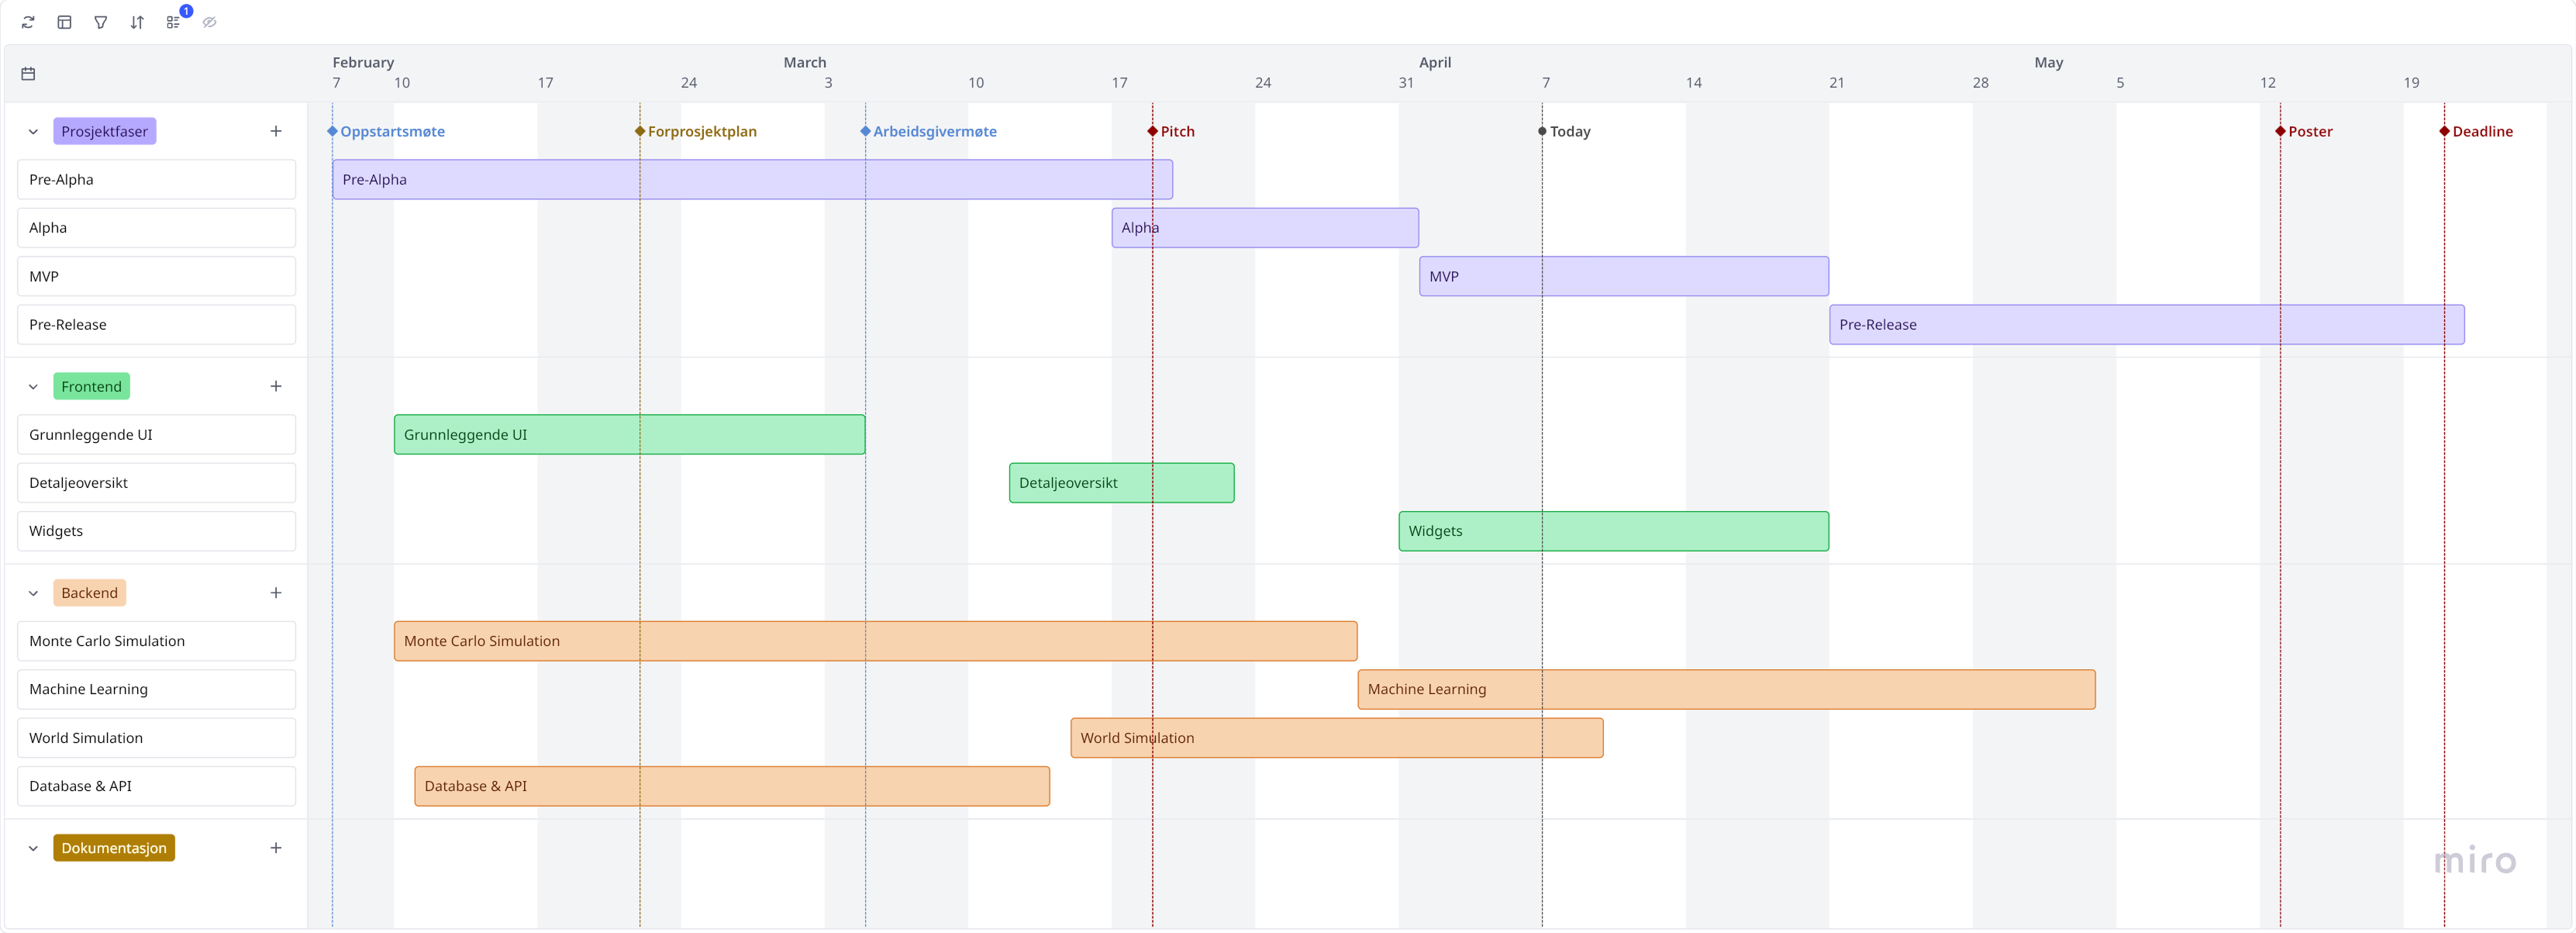 1
February March April May
7 10 17 24 3 10 17 24 31 7 14 21 28 5 12 19
Prosjektfaser Oppstartsmøte Forprosjektplan Arbeidsgivermøte Pitch Today Poster Deadline
Pre-Alpha Pre-Alpha
Alpha Alpha
MVP MVP
Pre-Release Pre-Release
Frontend
Grunnleggende UI Grunnleggende UI
Detaljeoversikt Detaljeoversikt
Widgets Widgets
Backend
Monte Carlo Simulation Monte Carlo Simulation
Machine Learning Machine Learning
World Simulation World Simulation
Database & API Database & API
Dokumentasjon
miro